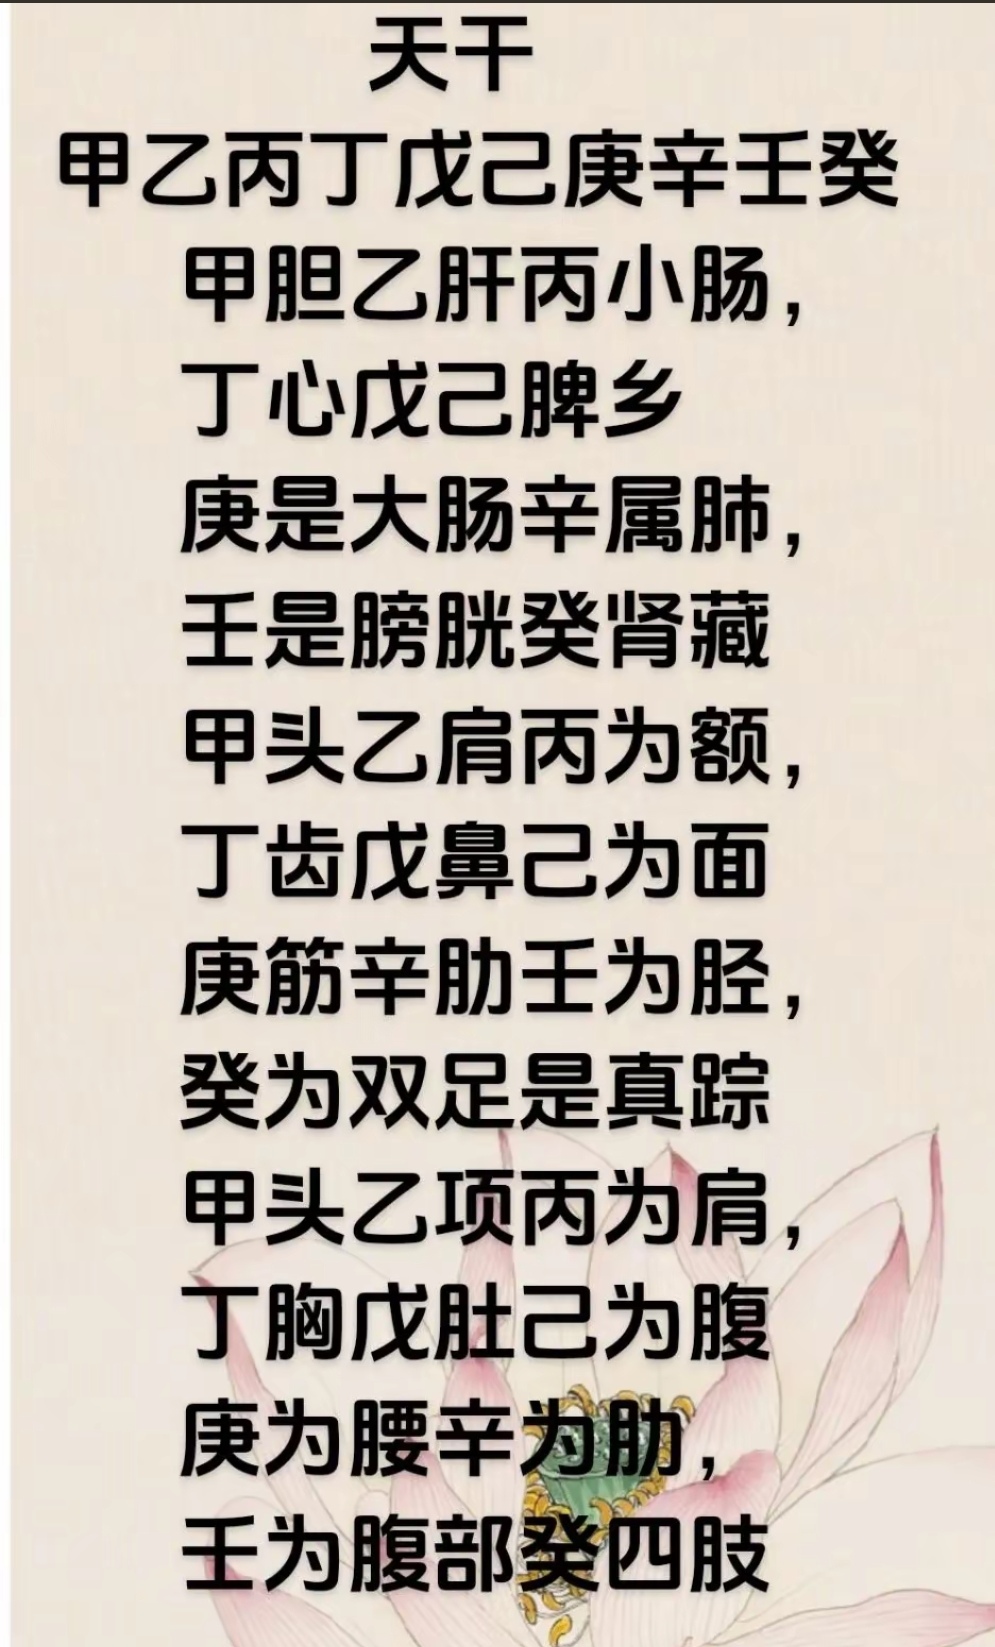 天干
甲乙丙丁戊己庚辛壬癸
甲胆乙肝丙小肠，
丁心戊己脾乡
庚是大肠辛属肺，
壬是膀胱癸肾藏
甲头乙肩丙为额，
丁齿戊鼻己为面
庚筋辛肋壬为胫，
癸为双足是真踪
甲头乙项丙为肩，
丁胸戊肚己为腹
庚为腰辛为肋，
壬为腹部癸四肢